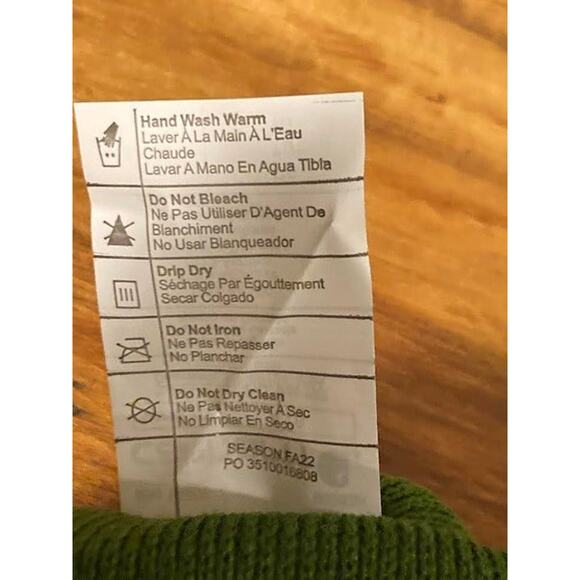 Hand Wash Warm
Laver À La Main À L'Eau
Chaude
Lavar A Mano En Agua Tibia
Do Not Bleach
Ne Pas Utiliser D'Agent De
Blanchiment
No Usar Blanqueador
Drip Dry
Séchage Par Égouttement
Secar Colgado
Do Not Iron
Ne Pas Repasser
No Planchar
Do Not Dry Clean
Ne Pas Nettoyer À Sec
No Limpiar En Seco
SEASON FA22
PO 3510016808